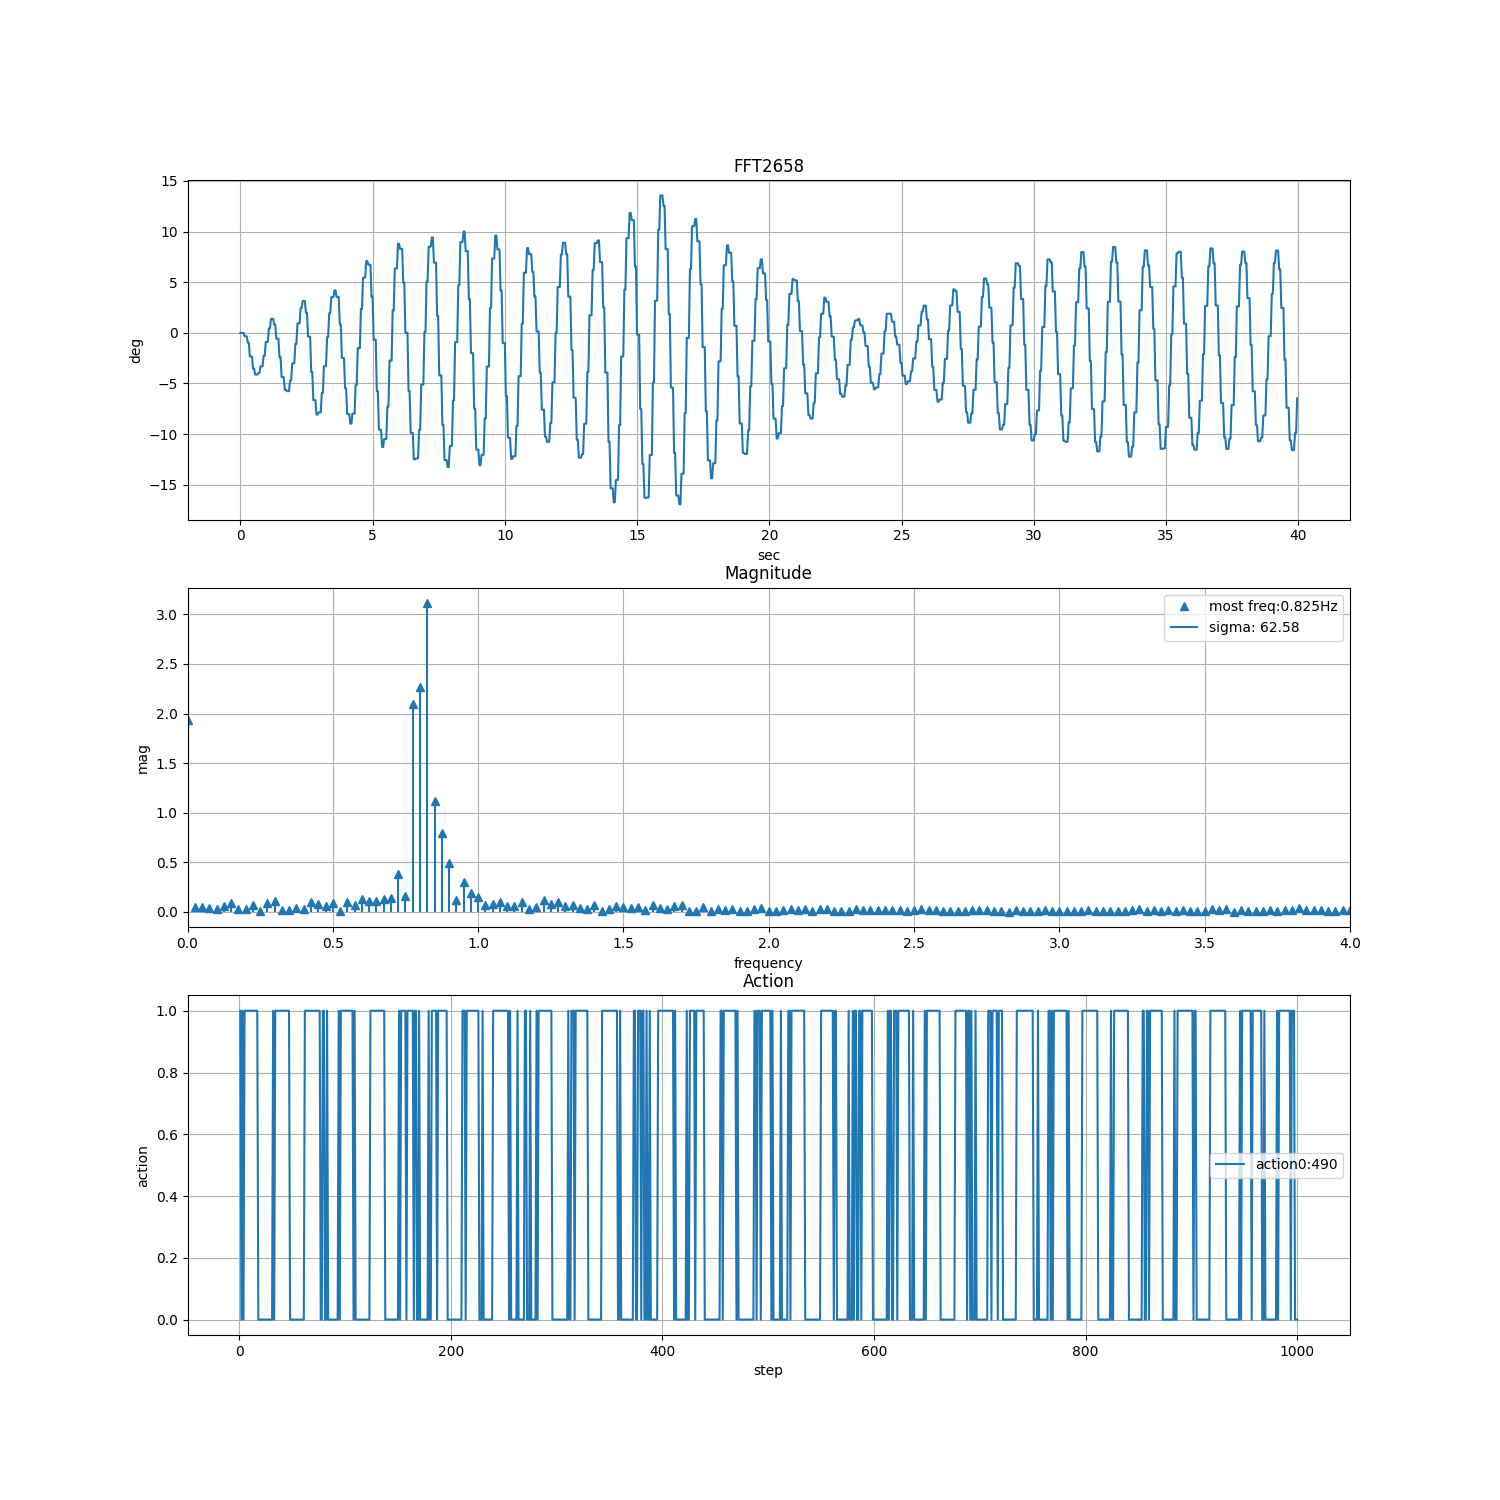 FFT2658
15
10
5
0
−5
−10
−15
deg
0 5 10 15 20 25 30 35 40
sec
Magnitude
most freq:0.825Hz
sigma: 62.58
3.0
2.5
2.0
1.5
1.0
0.5
0.0
mag
0.0 0.5 1.0 1.5 2.0 2.5 3.0 3.5 4.0
frequency
Action
1.0
0.8
0.6
0.4
0.2
0.0
action
action0:490
0 200 400 600 800 1000
step